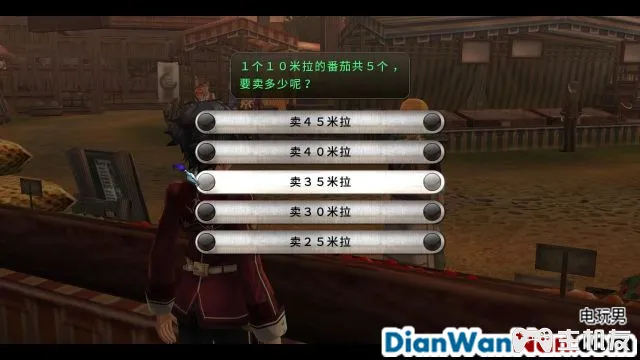 １个１０米拉的番茄共５个，
要卖多少呢？
卖４５米拉
卖４０米拉
卖３５米拉
卖３０米拉
卖２５米拉
电玩男